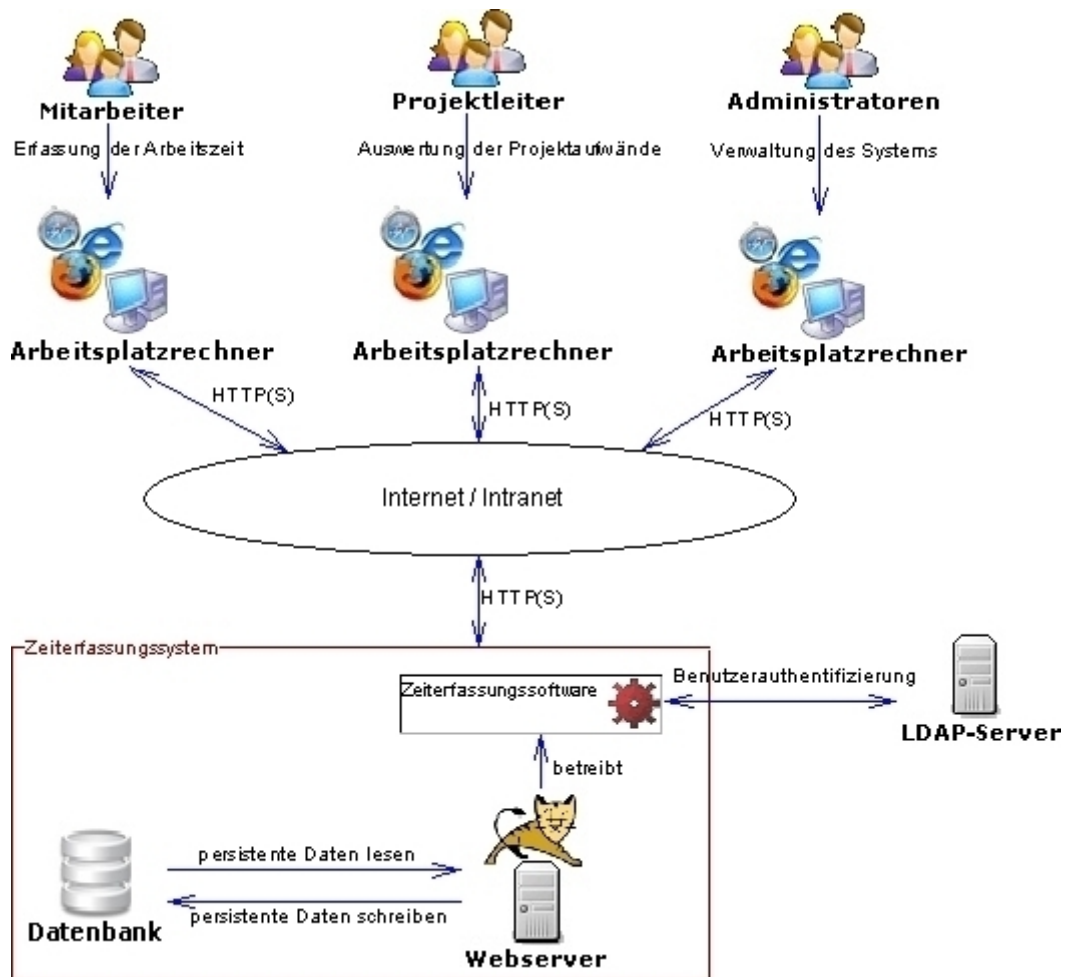 Mitarbeiter
Projektleiter
Administratoren
Erfassung der Arbeitszeit
Auswertung der Projektaufwände
Verwaltung des Systems
Arbeitsplatzrechner
Arbeitsplatzrechner
Arbeitsplatzrechner
HTTP(S)
HTTP(S)
HTTP(S)
Internet / Intranet
HTTP(S)
Zeiterfassungssystem
Zeiterfassungssoftware
Benutzerauthentifizierung
LDAP-Server
betreibt
persistente Daten lesen
persistente Daten schreiben
Datenbank
Webserver